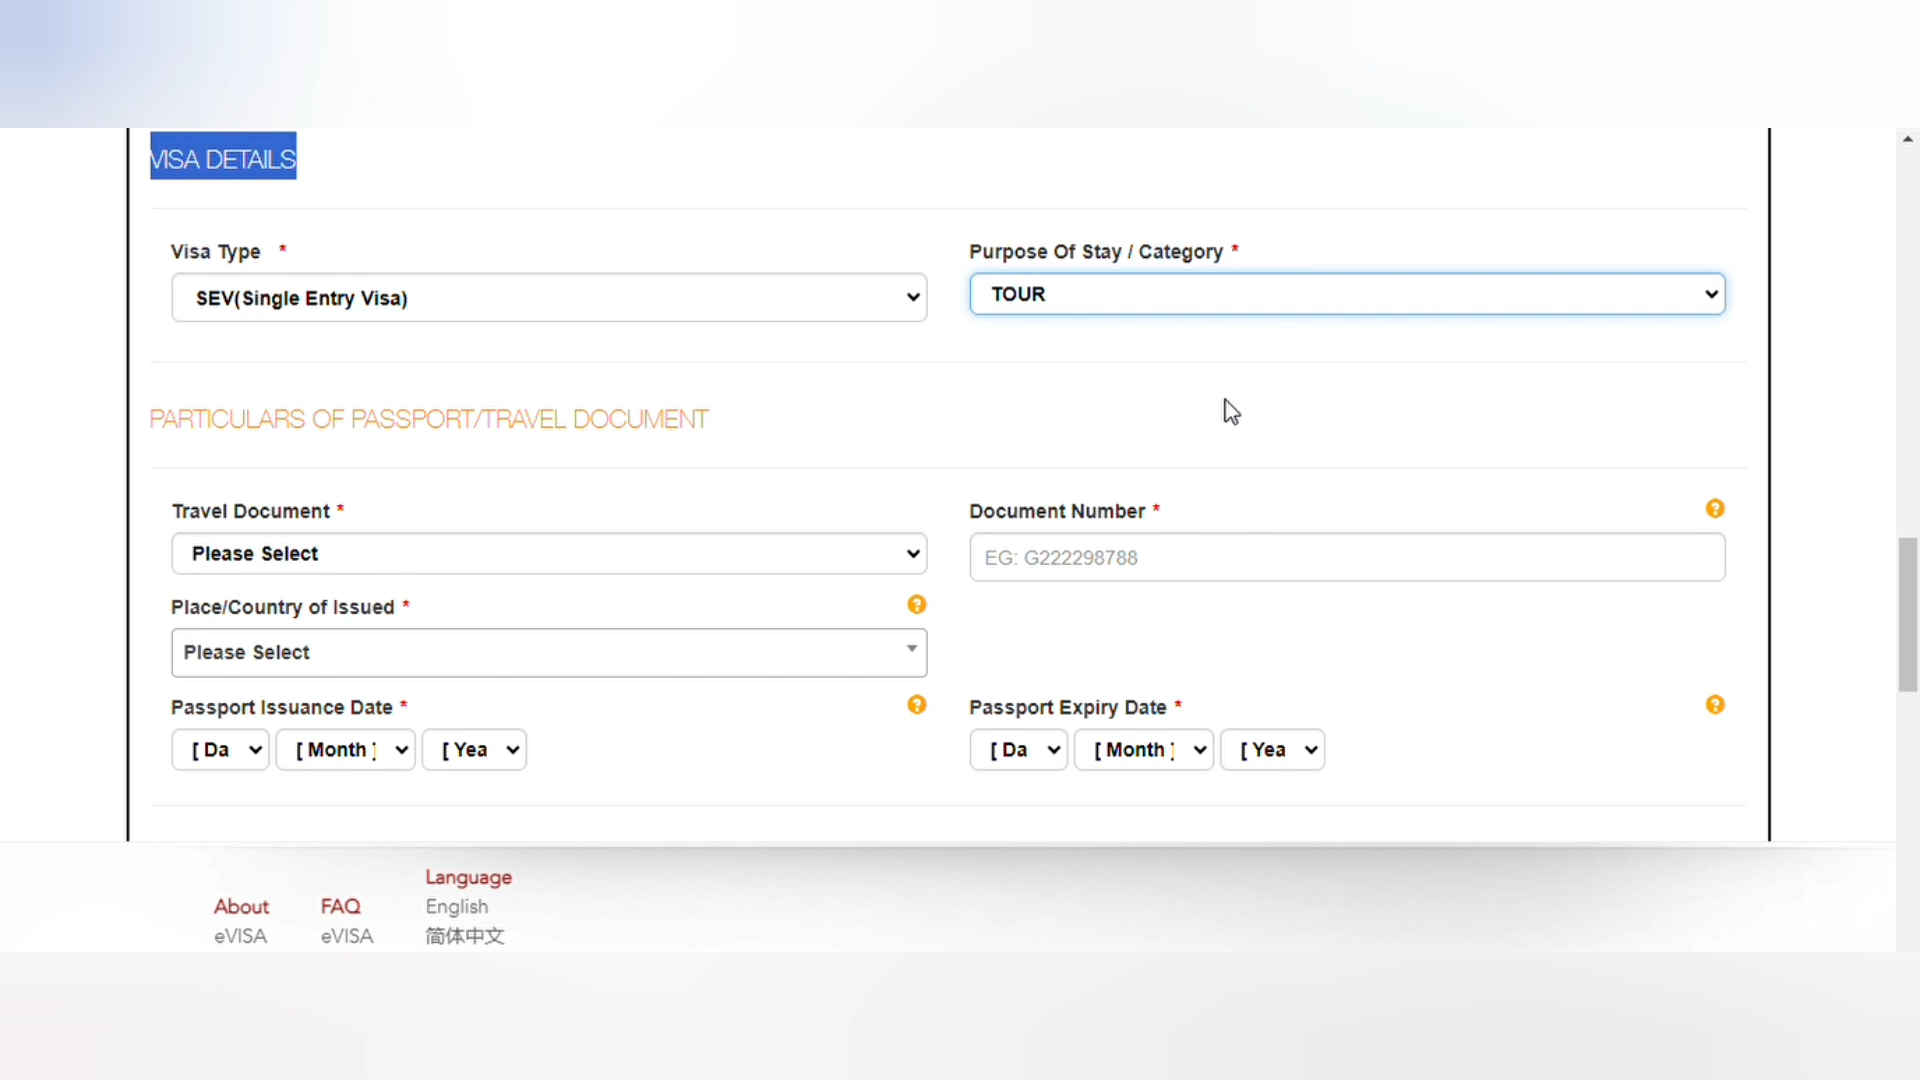 VISA DETAILS
Visa Type * Purpose Of Stay / Category *
SEV(Single Entry Visa) TOUR
PARTICULARS OF PASSPORT/TRAVEL DOCUMENT
Travel Document * Document Number * ?
Please Select EG: G222298788
Place/Country of Issued * ?
Please Select
Passport Issuance Date * ? Passport Expiry Date * ?
[ Da [ Month ] [ Yea [ Da [ Month ] [ Yea
Language
About FAQ English
eVISA eVISA 简体中文